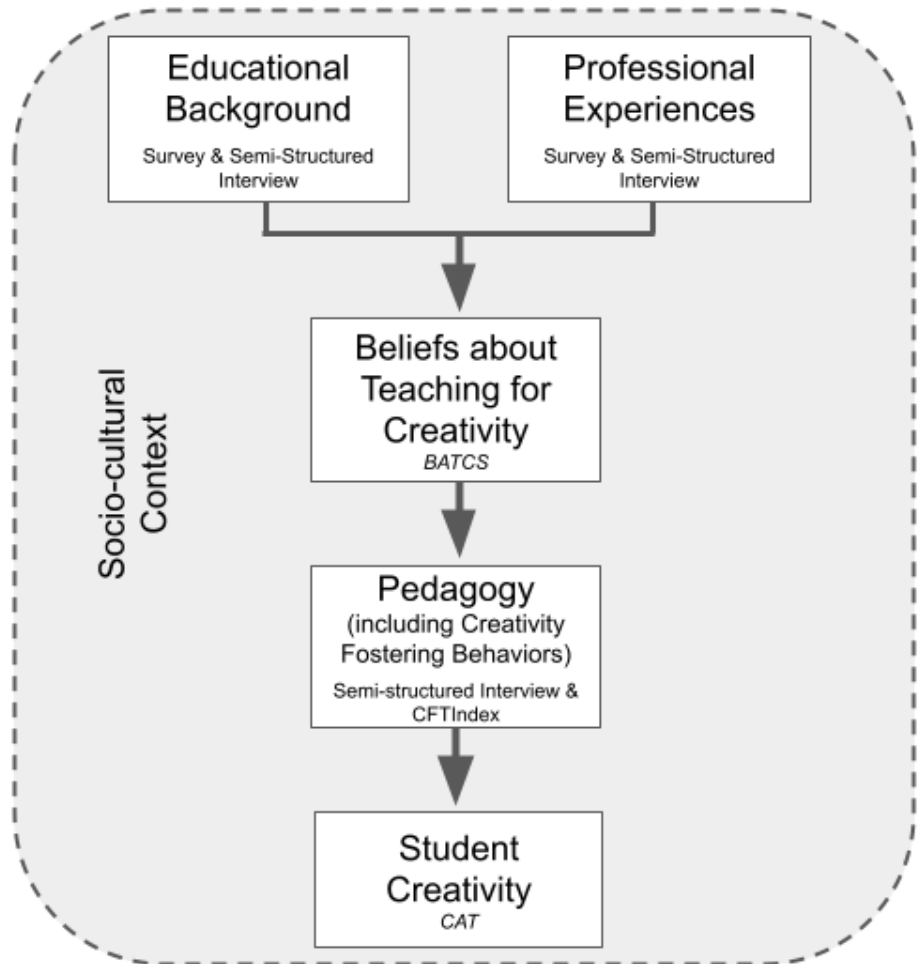 Educational
Background
Survey & Semi-Structured
Interview
Professional
Experiences
Survey & Semi-Structured
Interview
Socio-cultural
Context
Beliefs about
Teaching for
Creativity
BATCS
Pedagogy
(including Creativity
Fostering Behaviors)
Semi-structured Interview &
CFTIndex
Student
Creativity
CAT